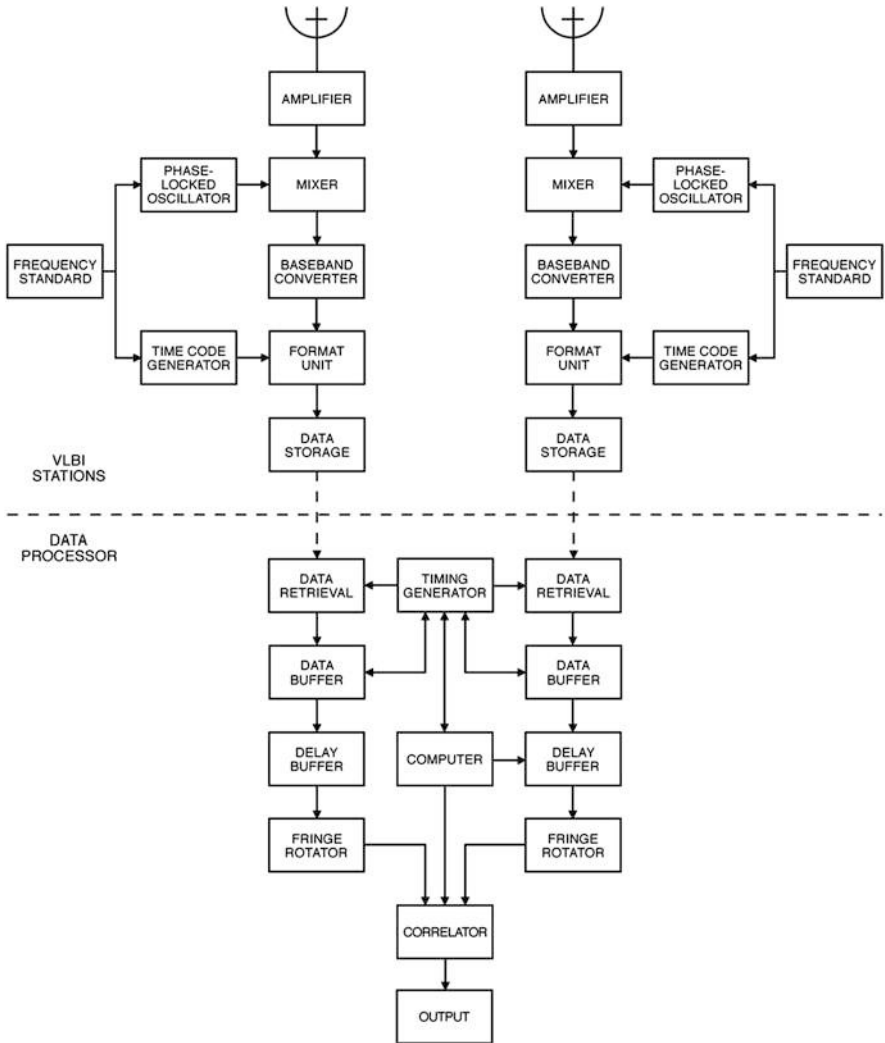 AMPLIFIER
AMPLIFIER
PHASE-
LOCKED
OSCILLATOR
MIXER
MIXER
PHASE-
LOCKED
OSCILLATOR
FREQUENCY
STANDARD
BASEBAND
CONVERTER
BASEBAND
CONVERTER
FREQUENCY
STANDARD
TIME CODE
GENERATOR
FORMAT
UNIT
FORMAT
UNIT
TIME CODE
GENERATOR
DATA
STORAGE
DATA
STORAGE
VLBI
STATIONS
DATA
PROCESSOR
DATA
RETRIEVAL
TIMING
GENERATOR
DATA
RETRIEVAL
DATA
BUFFER
DATA
BUFFER
DELAY
BUFFER
COMPUTER
DELAY
BUFFER
FRINGE
ROTATOR
FRINGE
ROTATOR
CORRELATOR
OUTPUT